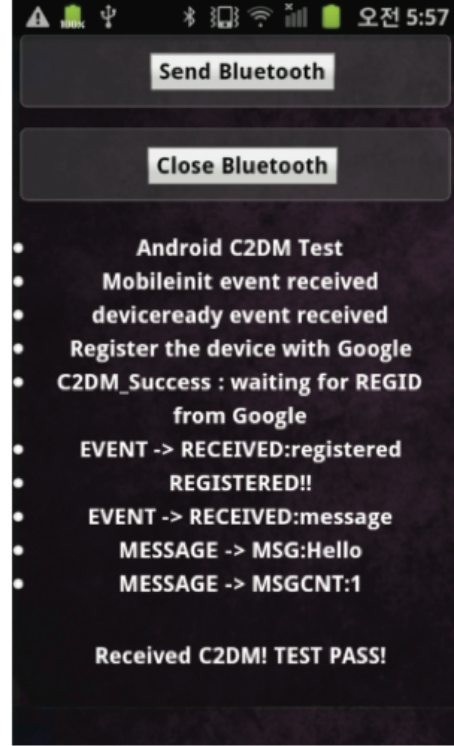 100%
오전 5:57
Send Bluetooth
Close Bluetooth
Android C2DM Test
Mobileinit event received
deviceready event received
Register the device with Google
C2DM_Success : waiting for REGID
from Google
EVENT -> RECEIVED:registered
REGISTERED!!
EVENT -> RECEIVED:message
MESSAGE -> MSG:Hello
MESSAGE -> MSGCNT:1
Received C2DM! TEST PASS!